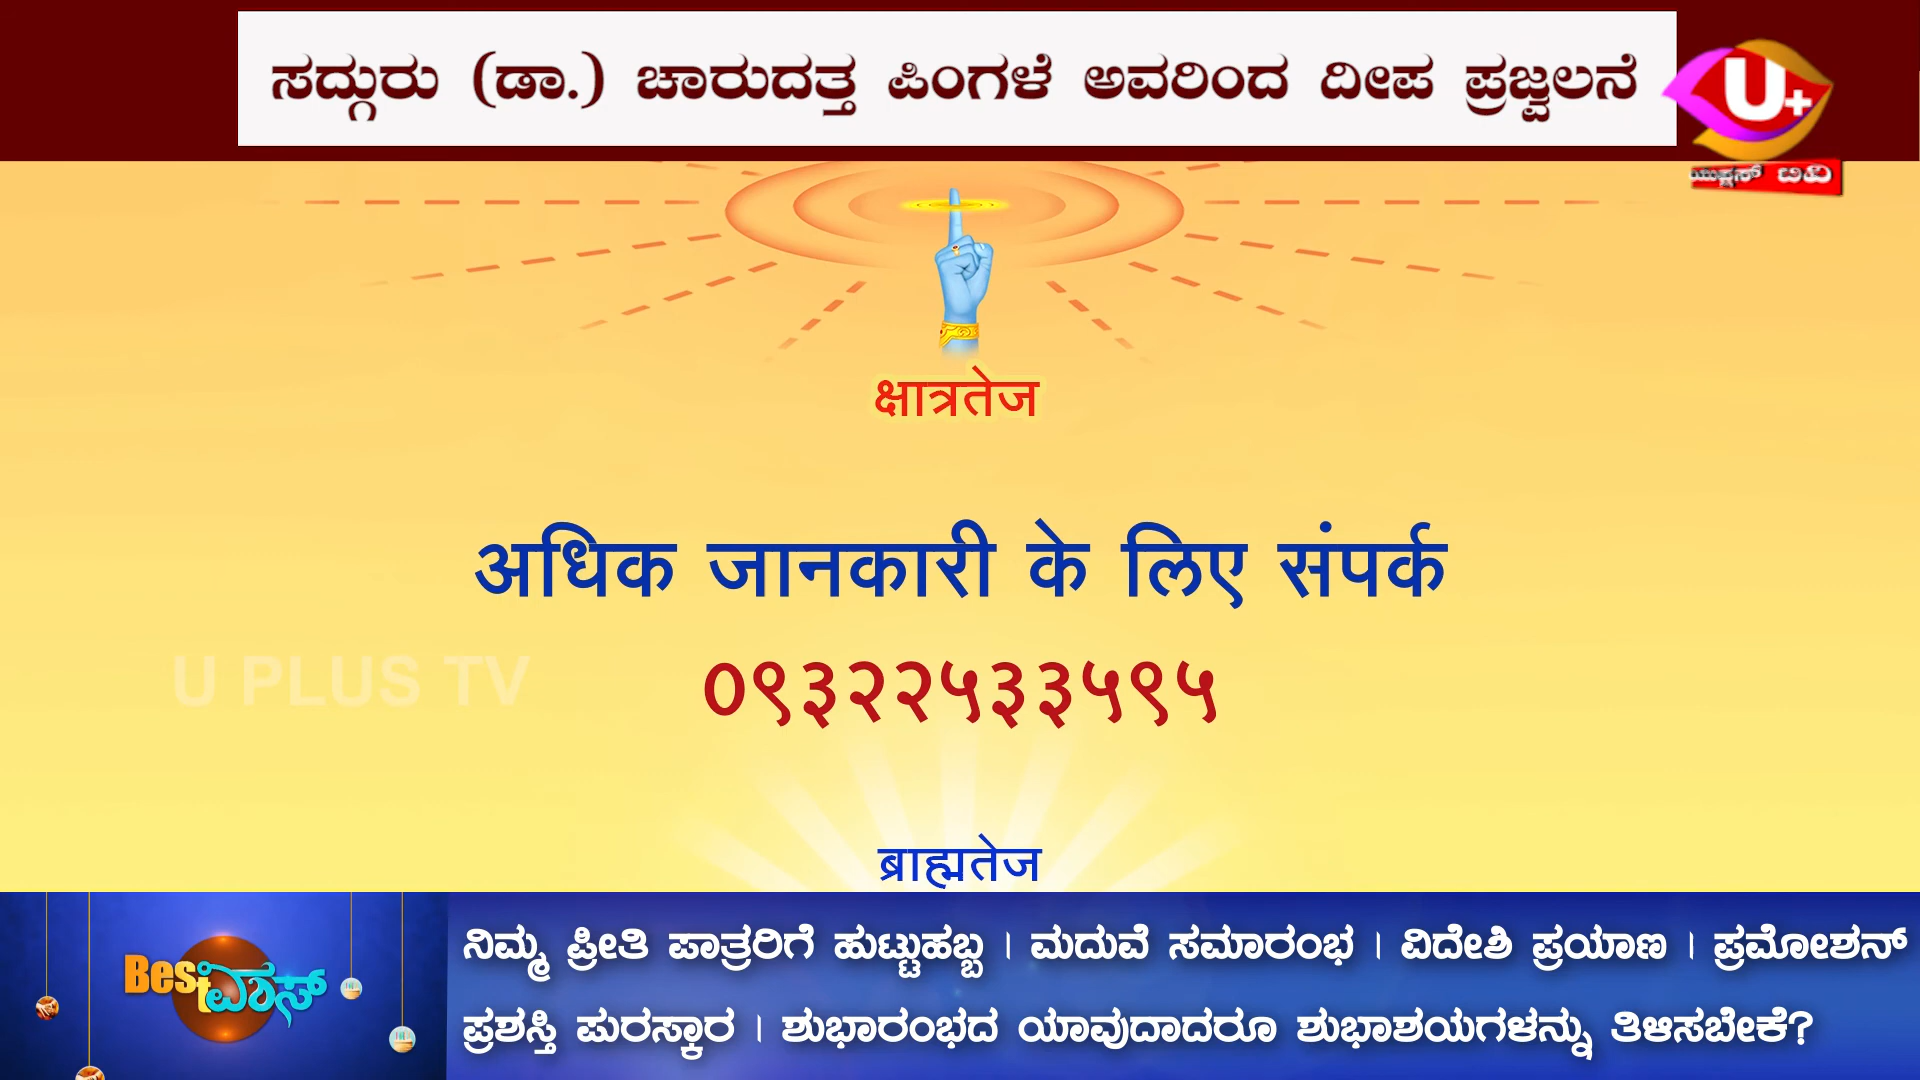 ಸದ್ಗುರು (ಡಾ.) ಚಾರುದತ್ತ ಪಿಂಗಳೆ ಅವರಿಂದ ದೀಪ ಪ್ರಜ್ವಲನೆ
U+
ಯುಪ್ಲಸ್ ಟಿವಿ
क्षात्रतेज
अधिक जानकारी के लिए संपर्क
०९३२२५३३५९५
U PLUS TV
ब्राह्मतेज
Best ವಿಶಸ್
ನಿಮ್ಮ ಪ್ರೀತಿ ಪಾತ್ರರಿಗೆ ಹುಟ್ಟುಹಬ್ಬ | ಮದುವೆ ಸಮಾರಂಭ | ವಿದೇಶಿ ಪ್ರಯಾಣ | ಪ್ರಮೋಶನ್
ಪ್ರಶಸ್ತಿ ಪುರಸ್ಕಾರ | ಶುಭಾರಂಭದ ಯಾವುದಾದರೂ ಶುಭಾಶಯಗಳನ್ನು ತಿಳಿಸಬೇಕೆ?